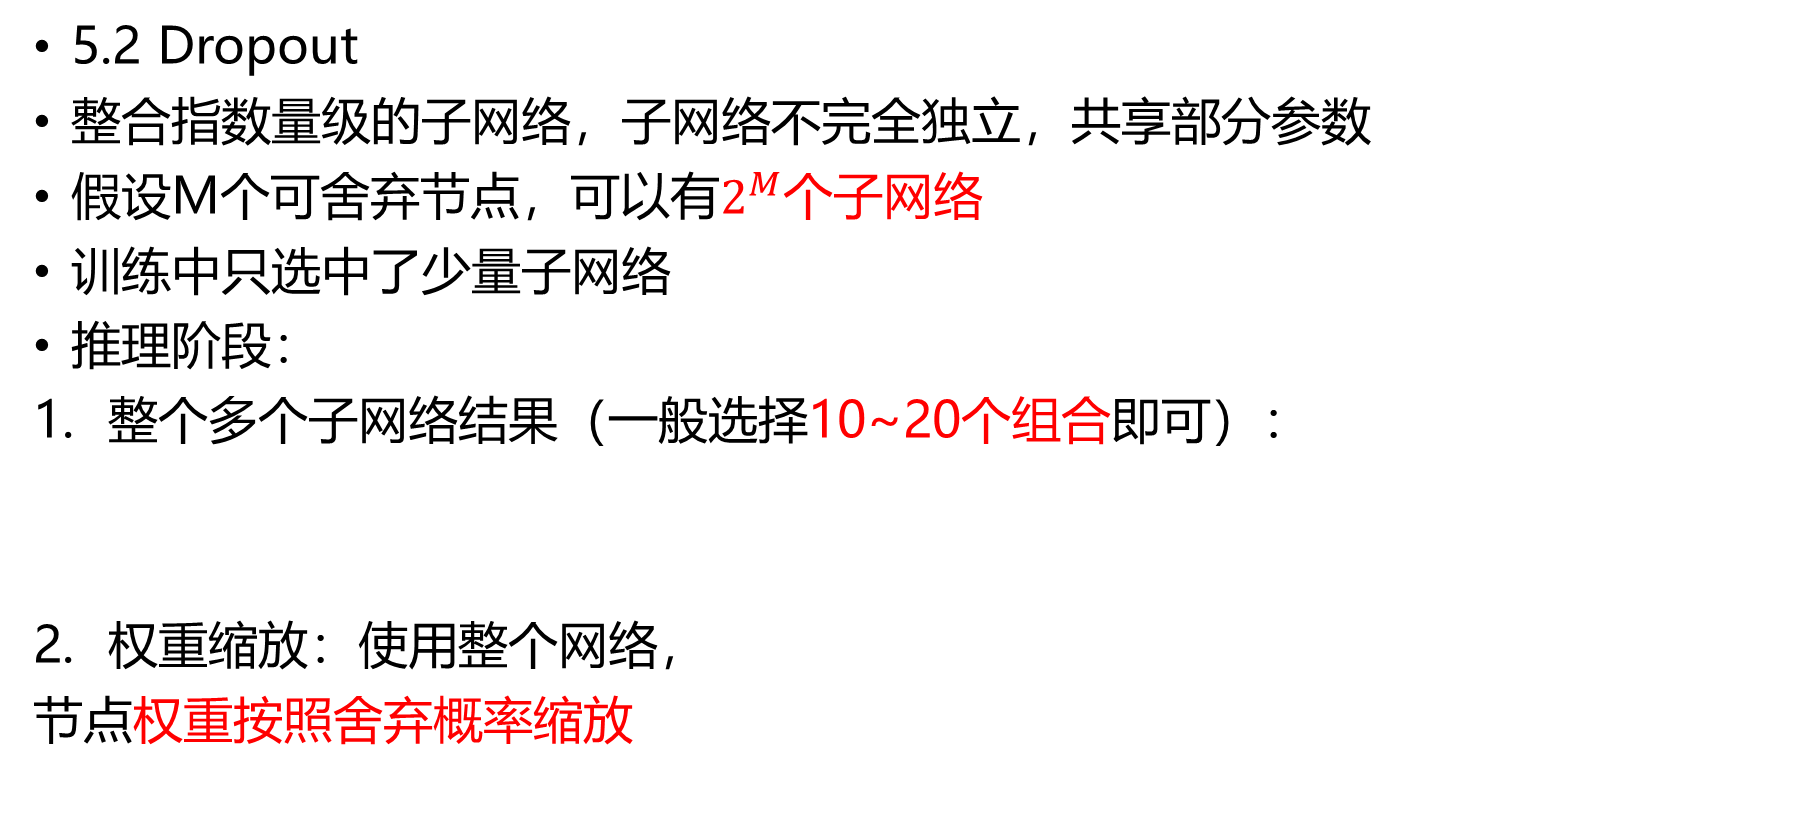 • 5.2 Dropout
• 整合指数量级的子网络，子网络不完全独立，共享部分参数
• 假设M个可舍弃节点，可以有2^M个子网络
• 训练中只选中了少量子网络
• 推理阶段：
1. 整个多个子网络结果（一般选择10~20个组合即可）：
2. 权重缩放：使用整个网络，
节点权重按照舍弃概率缩放